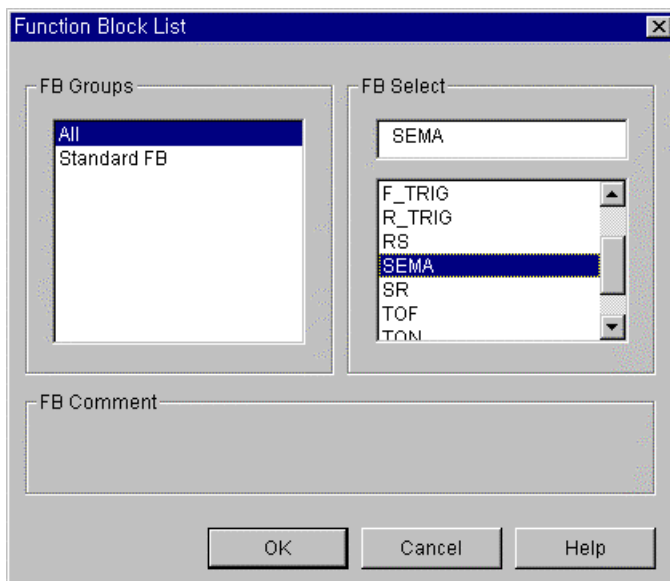 Function Block List
FB Groups
All
Standard FB
FB Select
SEMA
F_TRIG
R_TRIG
RS
SEMA
SR
TOF
TON
FB Comment
OK
Cancel
Help